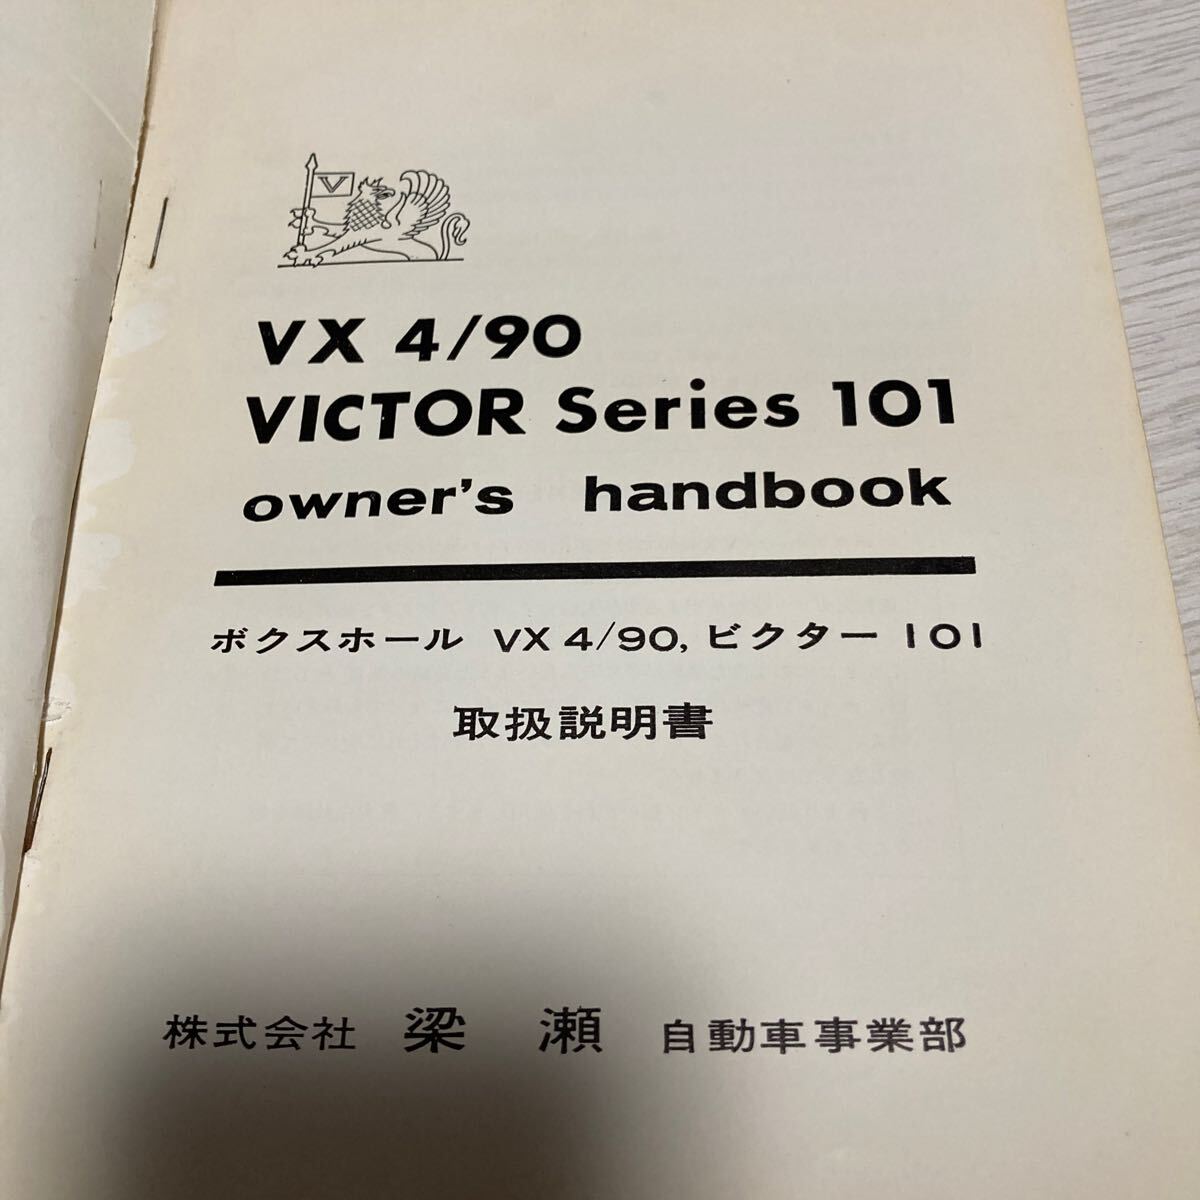 V
VX 4/90
VICTOR Series 101
owner's handbook
ボクスホール VX 4/90, ビクター 101
取扱説明書
株式会社 梁瀬 自動車事業部